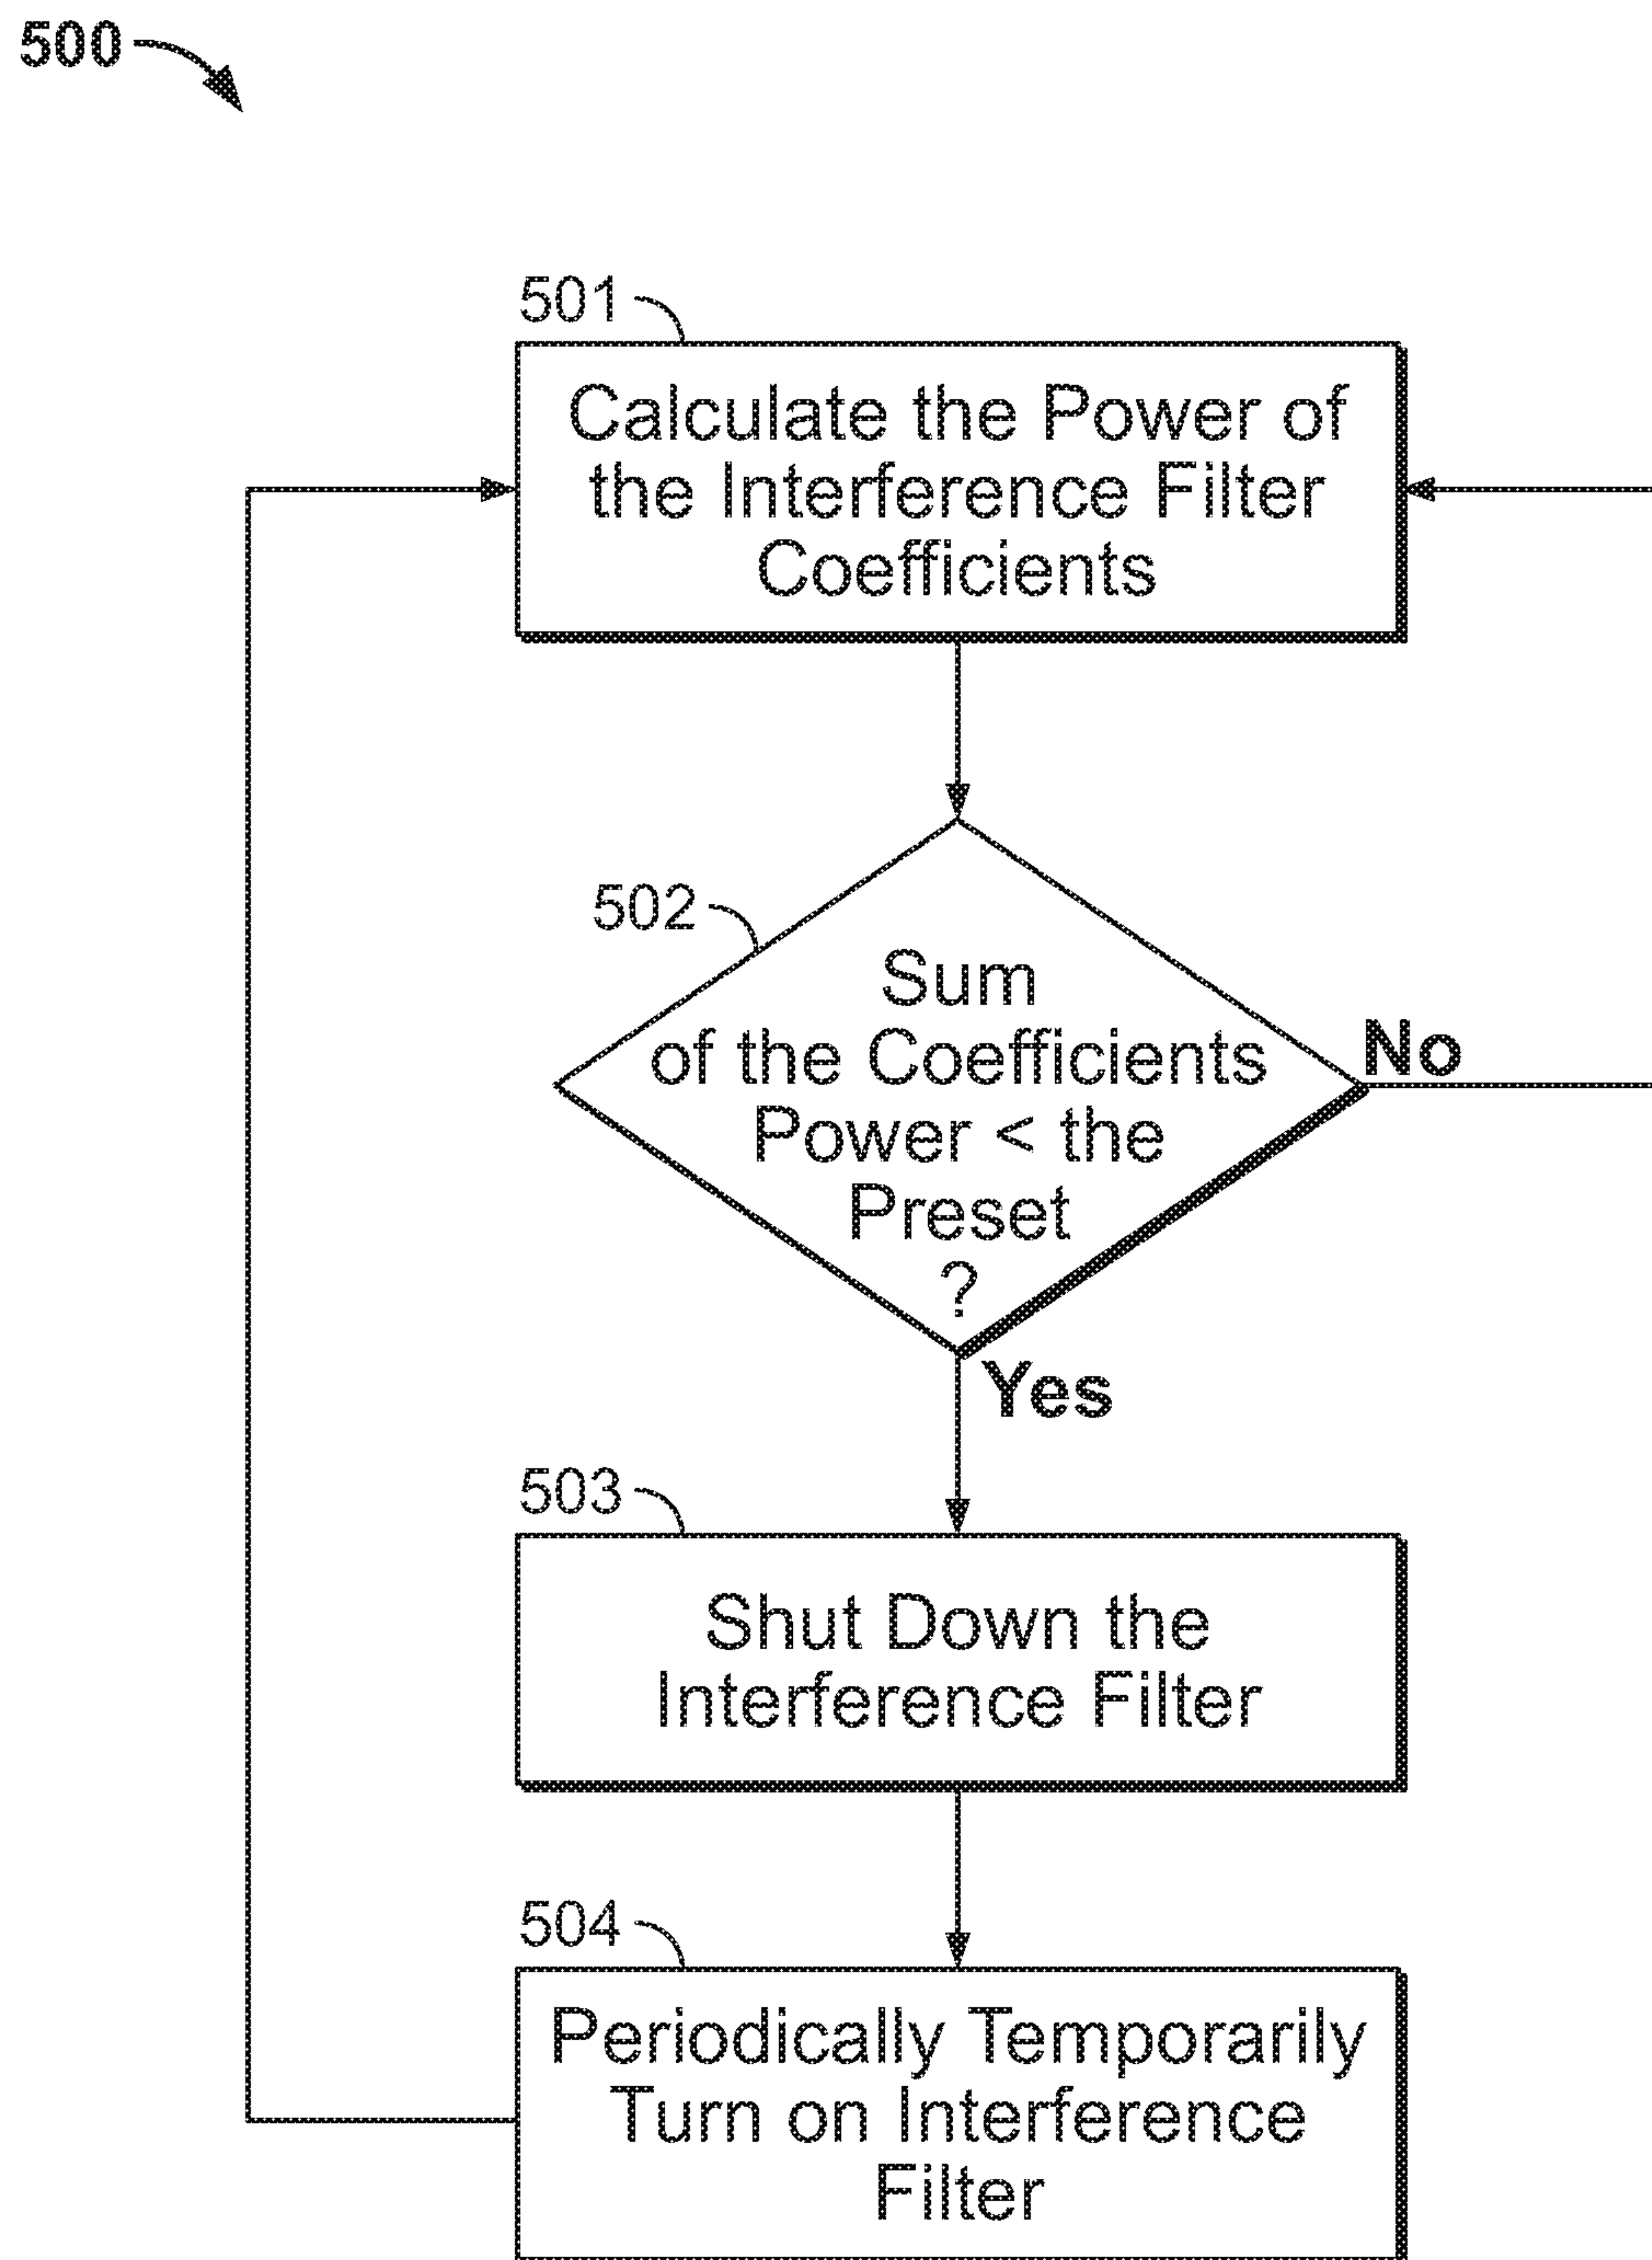 500
501
Calculate the Power of
the Interference Filter
Coefficients
502
Sum
of the Coefficients
Power < the
Preset
?
No
Yes
503
Shut Down the
Interference Filter
504
Periodically Temporarily
Turn on Interference
Filter